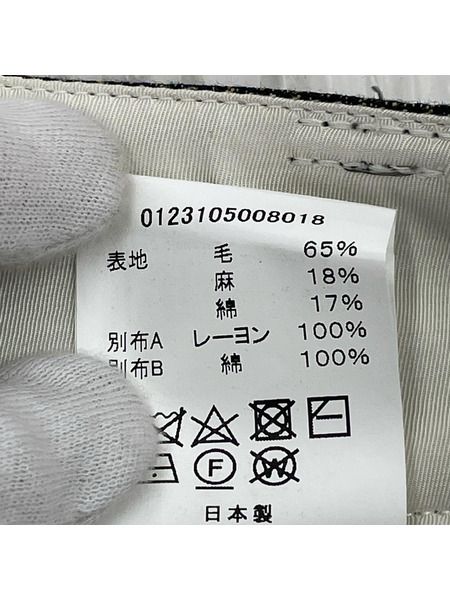 0123105008018
表地 毛 65%
麻 18%
綿 17%
別布A レーヨン 100%
別布B 綿 100%
F
W
日本製